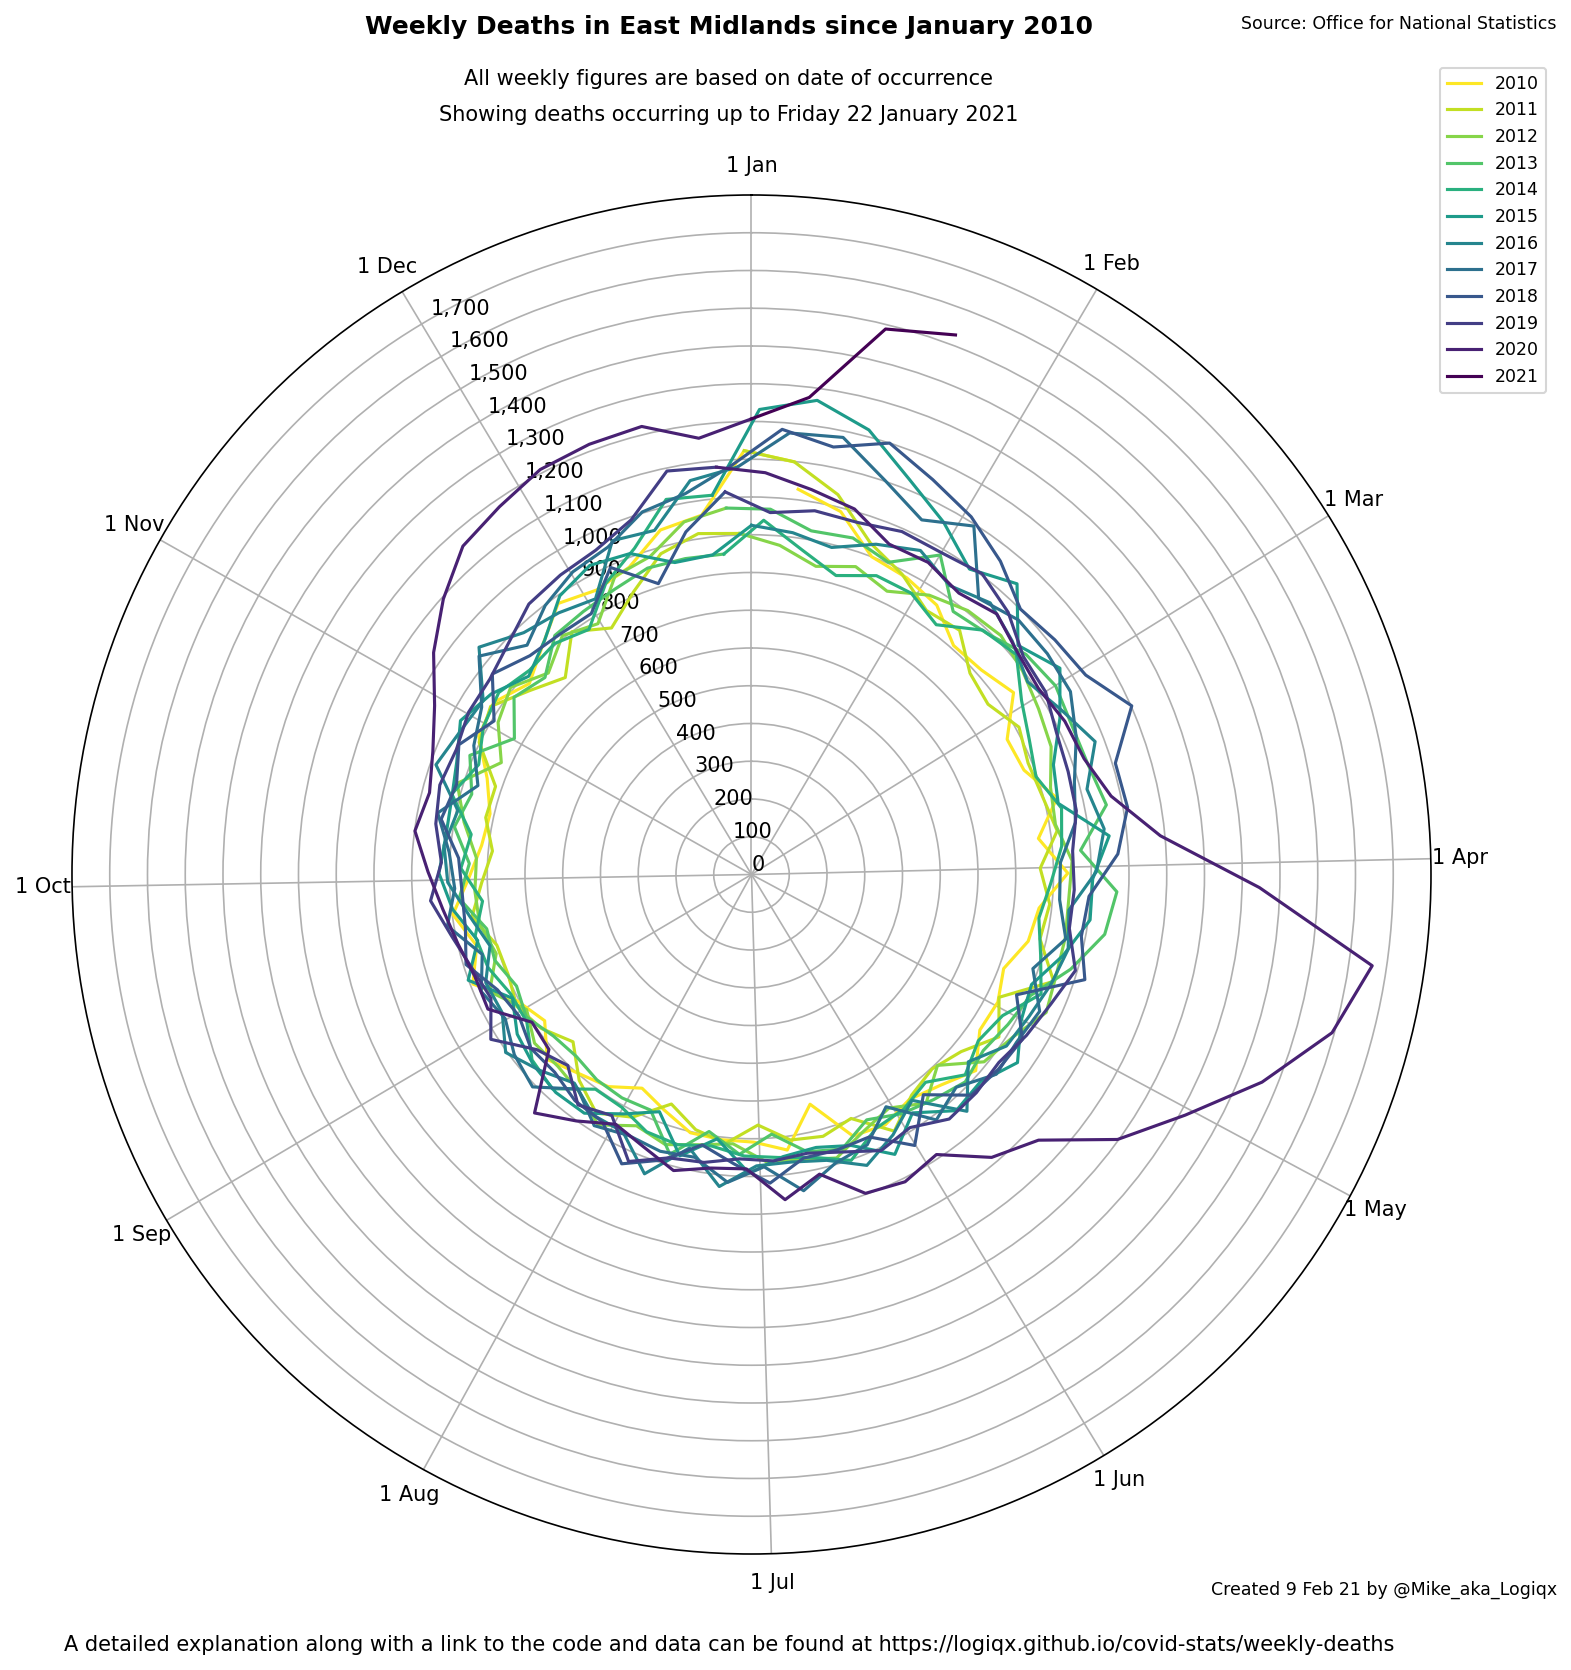 Weekly Deaths in East Midlands since January 2010
Source: Office for National Statistics
All weekly figures are based on date of occurrence
Showing deaths occurring up to Friday 22 January 2021
2010
2011
2012
2013
2014
2015
2016
2017
2018
2019
2020
2021
1 Jan
1 Feb
1 Mar
1 Apr
1 May
1 Jun
1 Jul
1 Aug
1 Sep
1 Oct
1 Nov
1 Dec
1,700
1,600
1,500
1,400
1,300
1,200
1,100
1,000
900
800
700
600
500
400
300
200
100
0
Created 9 Feb 21 by @Mike_aka_Logiqx
A detailed explanation along with a link to the code and data can be found at https://logiqx.github.io/covid-stats/weekly-deaths